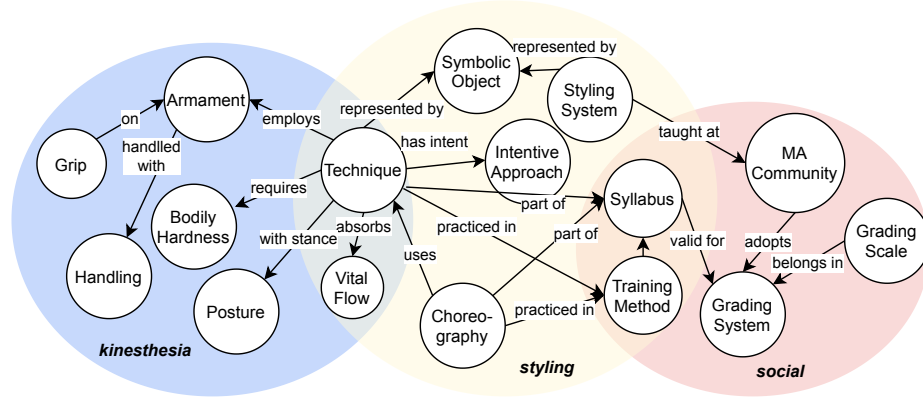 Symbolic
Object
represented by
Styling
System
Armament
on
employs
represented by
taught at
handlled
with
Grip
has intent
Intentive
Approach
MA
Community
Technique
requires
Bodily
Hardness
part of
Syllabus
Grading
Scale
with stance
absorbs
practiced in
part of
valid for
adopts
uses
belongs in
Handling
Vital
Flow
Training
Method
Posture
Choreo-
graphy
practiced in
Grading
System
kinesthesia
styling
social